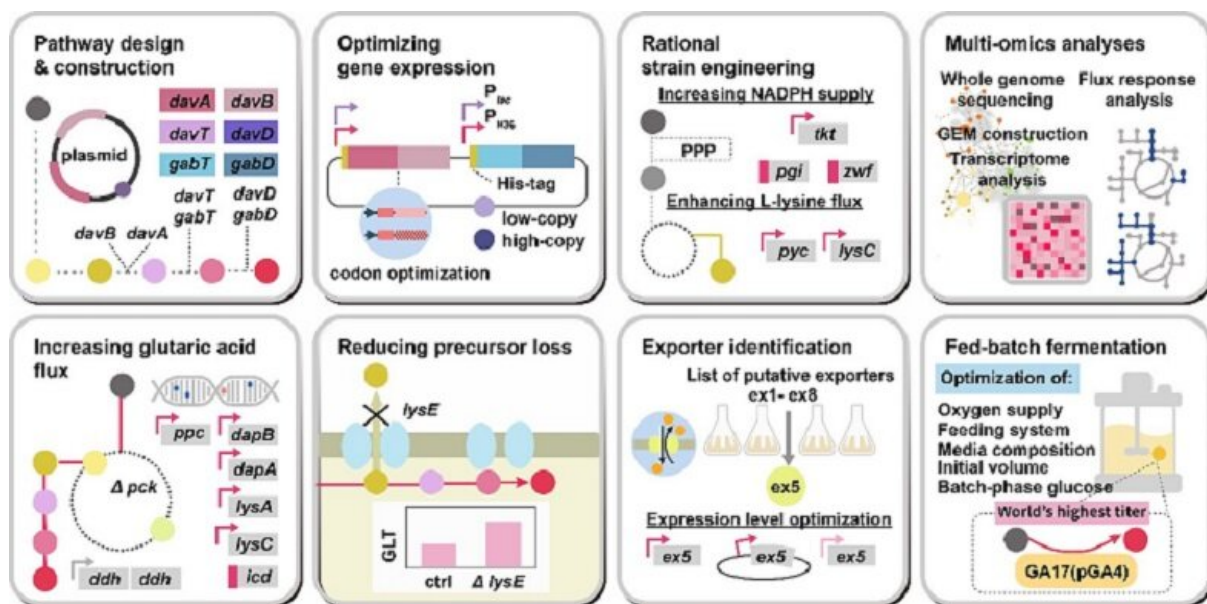 Pathway design
& construction
plasmid
davA davB
davT davD
gabT gabD
davT davD
gabT gabD
davB davA
Optimizing
gene expression
P
P H36
His-tag
low-copy
high-copy
codon optimization
Rational
strain engineering
Increasing NADPH supply
tkt
PPP
pgi zwf
Enhancing L-lysine flux
pyc lysC
Multi-omics analyses
Whole genome
sequencing
Flux response
analysis
GEM construction
Transcriptome
analysis
Increasing glutaric acid
flux
ppc dapB
dapA
Δ pck
lysA
lysC
ddh ddh icd
Reducing precursor loss
lysE
GLT
ctrl Δ lysE
Exporter identification
List of putative exporters
ex1- ex8
ex5
Expression level optimization
ex5 ex5 ex5
Fed-batch fermentation
Optimization of:
Oxygen supply
Feeding system
Media composition
Initial volume
Batch-phase glucose
World's highest titer
GA17(pGA4)